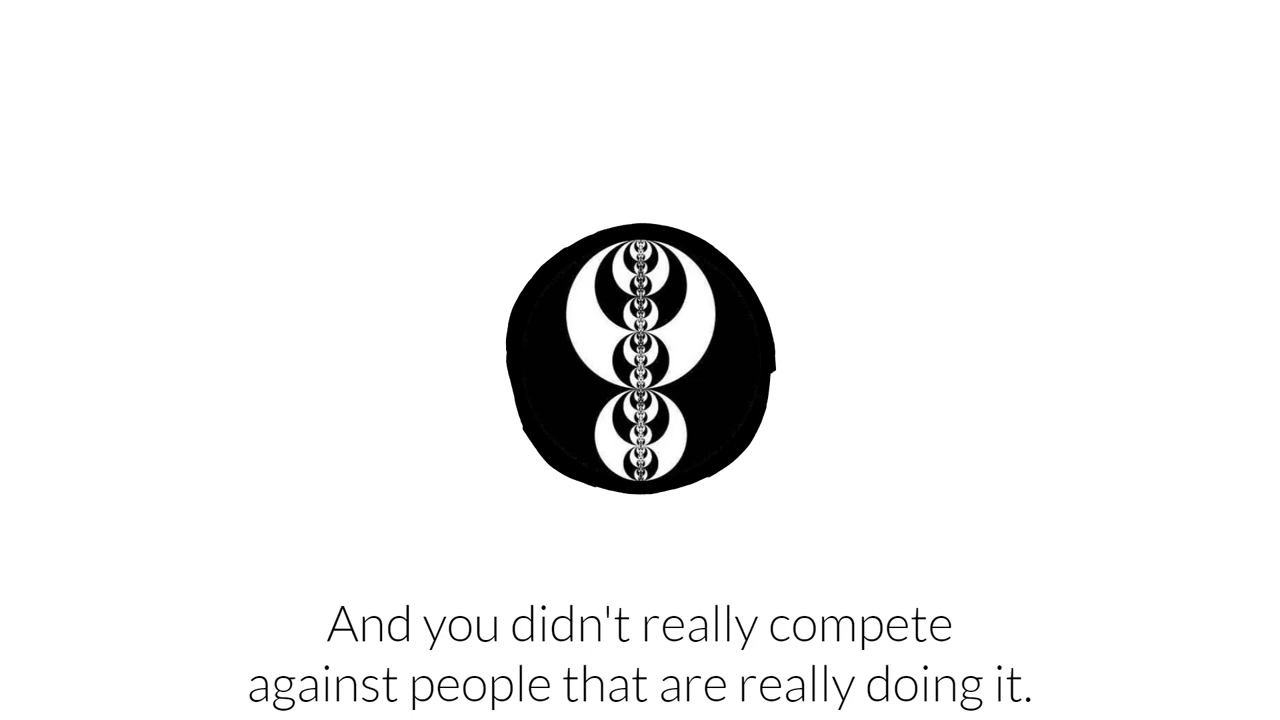 And you didn't really compete
against people that are really doing it.